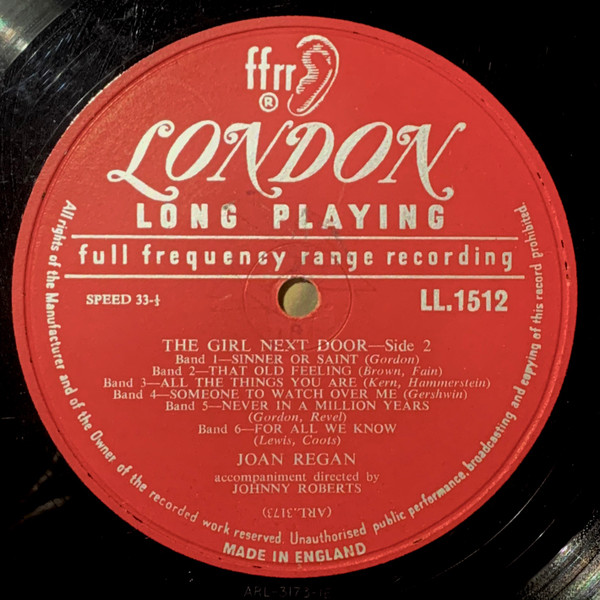 ffrr
®
LONDON
LONG PLAYING
full frequency range recording
SPEED 33-⅓
LL.1512
THE GIRL NEXT DOOR—Side 2
Band 1—SINNER OR SAINT (Gordon)
Band 2—THAT OLD FEELING (Brown, Fain)
Band 3—ALL THE THINGS YOU ARE (Kern, Hammerstein)
Band 4—SOMEONE TO WATCH OVER ME (Gershwin)
Band 5—NEVER IN A MILLION YEARS
(Gordon, Revel)
Band 6—FOR ALL WE KNOW
(Lewis, Coots)
JOAN REGAN
accompaniment directed by
JOHNNY ROBERTS
(ARL.3173)
All rights of the Manufacturer and of the Owner of the recorded work reserved. Unauthorised public performance, broadcasting and copying of this record prohibited.
MADE IN ENGLAND